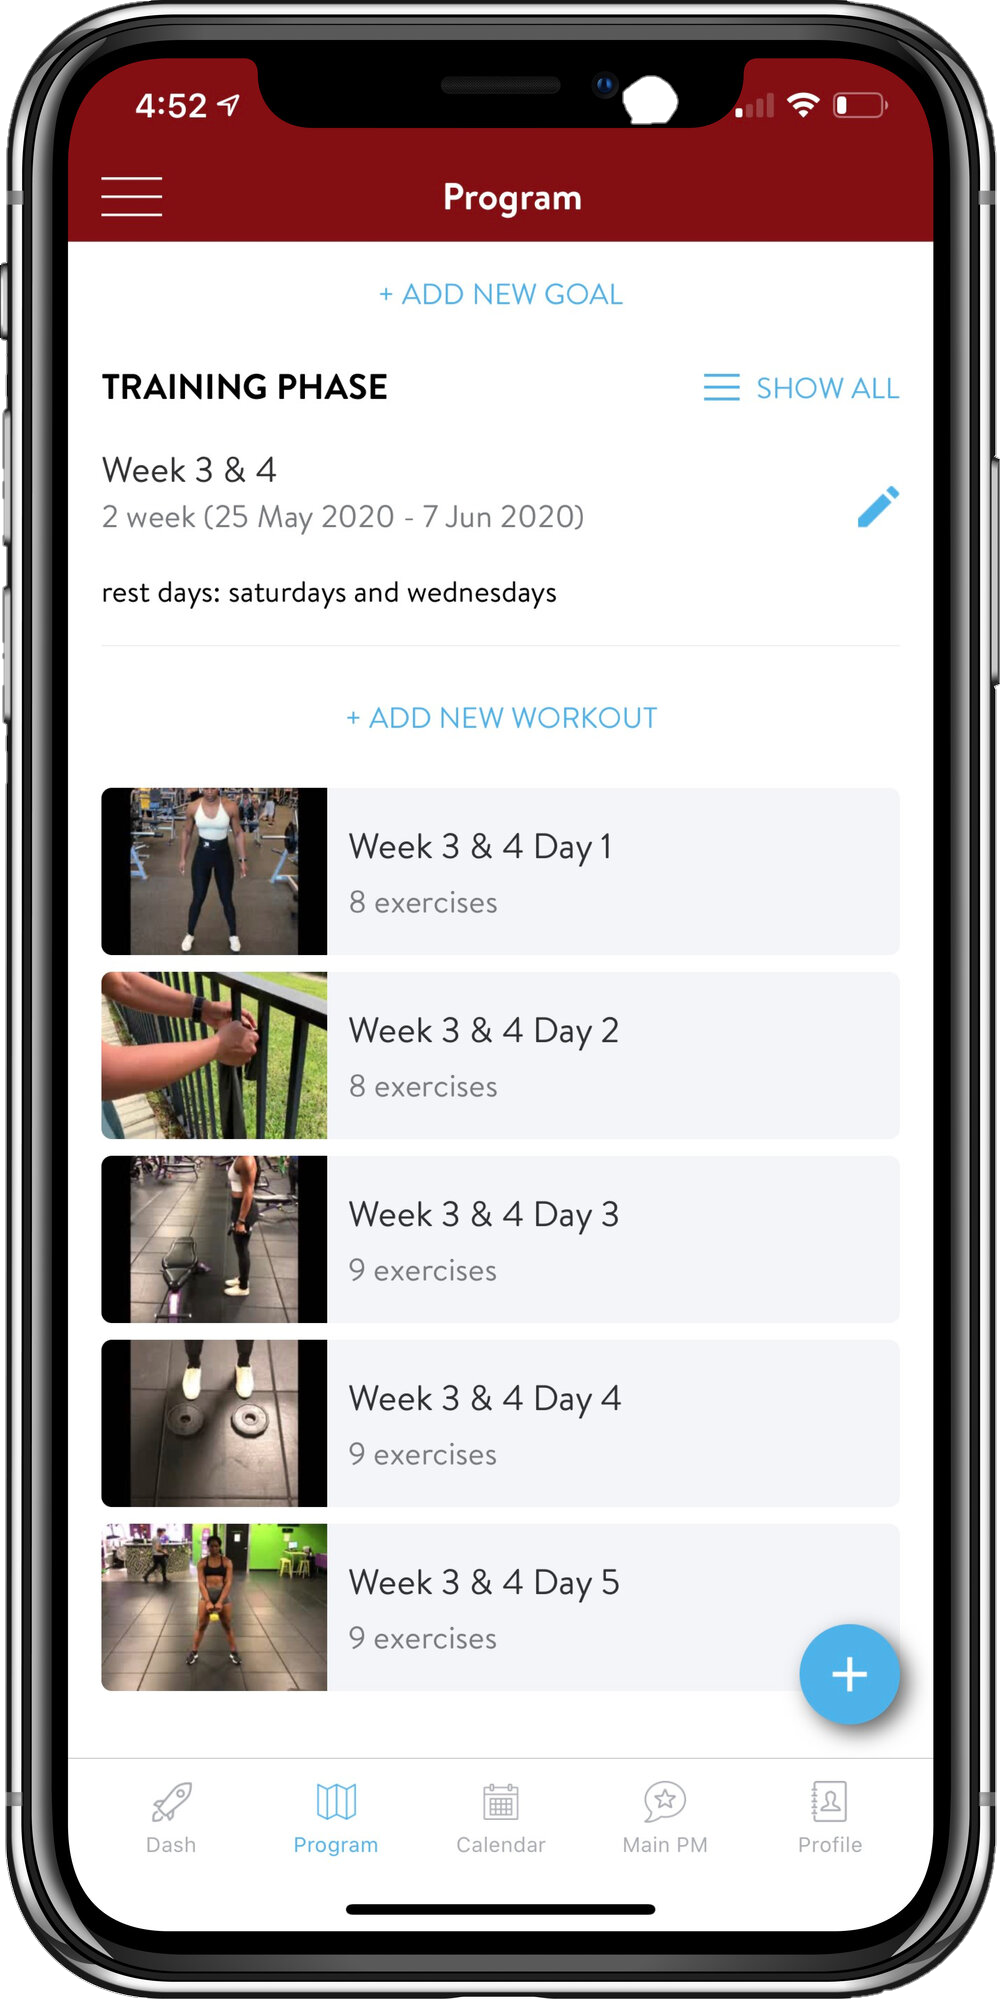 4:52
Program
+ ADD NEW GOAL
TRAINING PHASE
SHOW ALL
Week 3 & 4
2 week (25 May 2020 - 7 Jun 2020)
rest days: saturdays and wednesdays
+ ADD NEW WORKOUT
Week 3 & 4 Day 1
8 exercises
Week 3 & 4 Day 2
8 exercises
Week 3 & 4 Day 3
9 exercises
Week 3 & 4 Day 4
9 exercises
Week 3 & 4 Day 5
9 exercises
+
Dash
Program
Calendar
Main PM
Profile